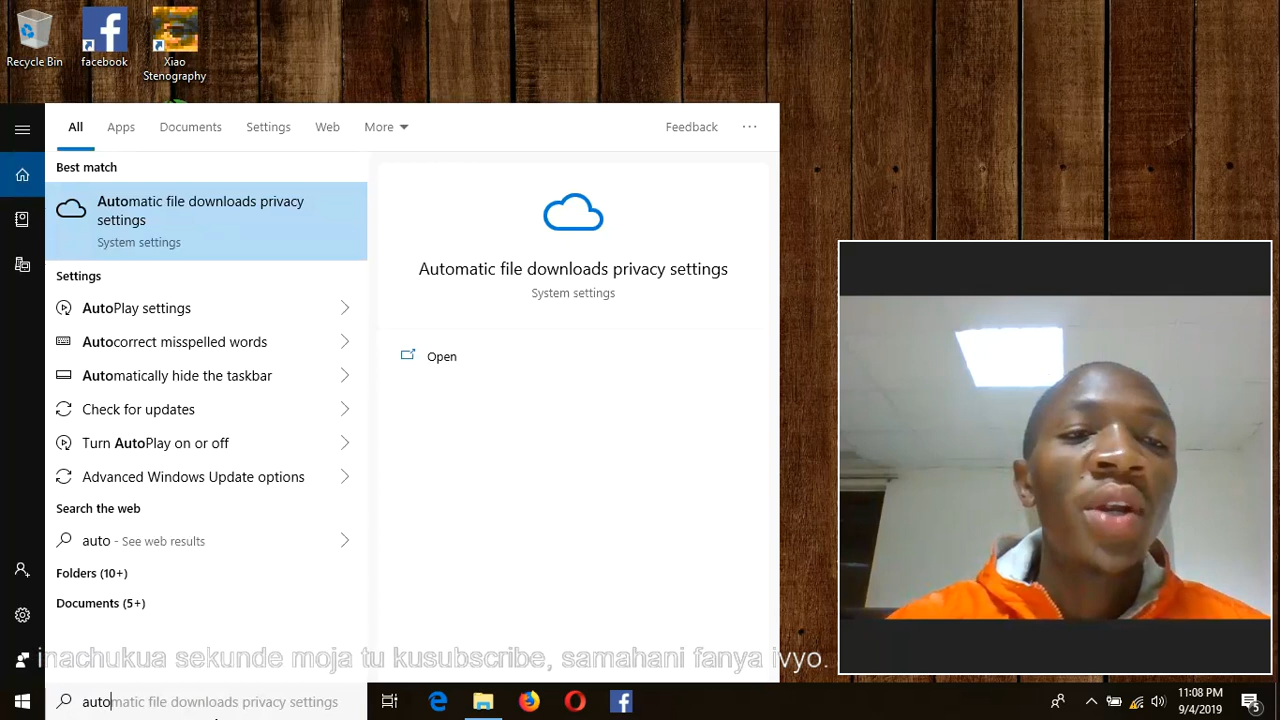 Recycle Bin
facebook
Xiao
Stenography
All Apps Documents Settings Web More Feedback
Best match
Automatic file downloads privacy
settings
System settings
Settings
AutoPlay settings
Autocorrect misspelled words
Automatically hide the taskbar
Check for updates
Turn AutoPlay on or off
Advanced Windows Update options
Search the web
auto - See web results
Folders (10+)
Documents (5+)
Automatic file downloads privacy settings
System settings
Open
inachukua sekunde moja tu kusubscribe, samahani fanya ivyo.
automatic file downloads privacy settings
11:08 PM
9/4/2019
5